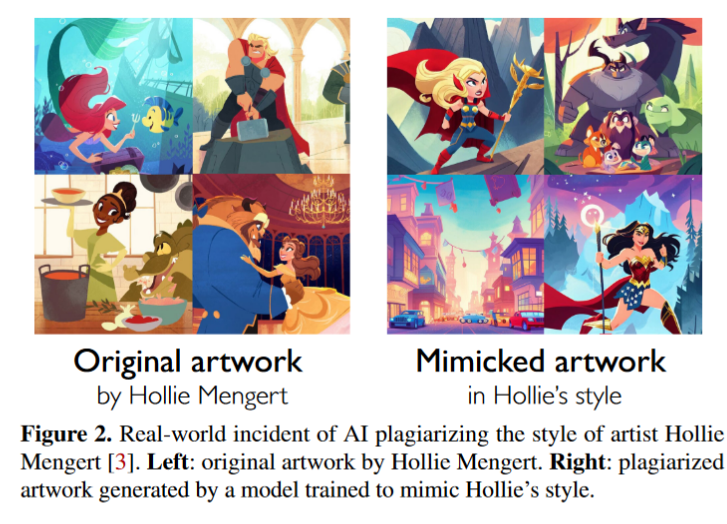 Original artwork
by Hollie Mengert
Mimicked artwork
in Hollie's style
Figure 2. Real-world incident of AI plagiarizing the style of artist Hollie
Mengert [3]. Left: original artwork by Hollie Mengert. Right: plagiarized
artwork generated by a model trained to mimic Hollie's style.